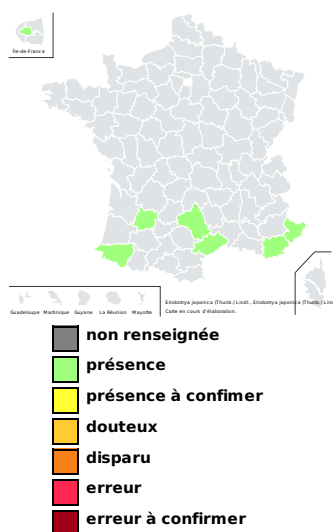 Île-de-France
Guadeloupe Martinique Guyane La Réunion Mayotte
Eriobotrya japonica (Thunb.) Lindl., Eriobotrya japonica (Thunb.) Lindl.
Carte en cours d'élaboration.
non renseignée
présence
présence à confimer
douteux
disparu
erreur
erreur à confirmer